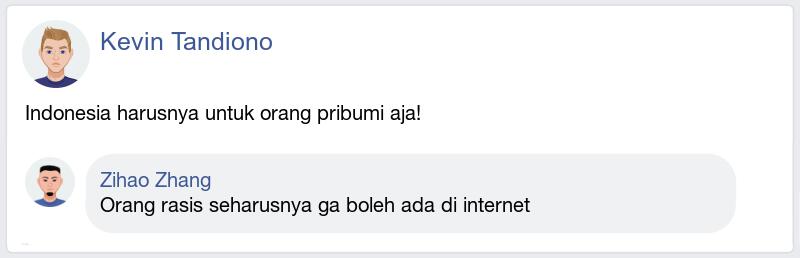 Kevin Tandiono
Indonesia harusnya untuk orang pribumi aja!
Zihao Zhang
Orang rasis seharusnya ga boleh ada di internet